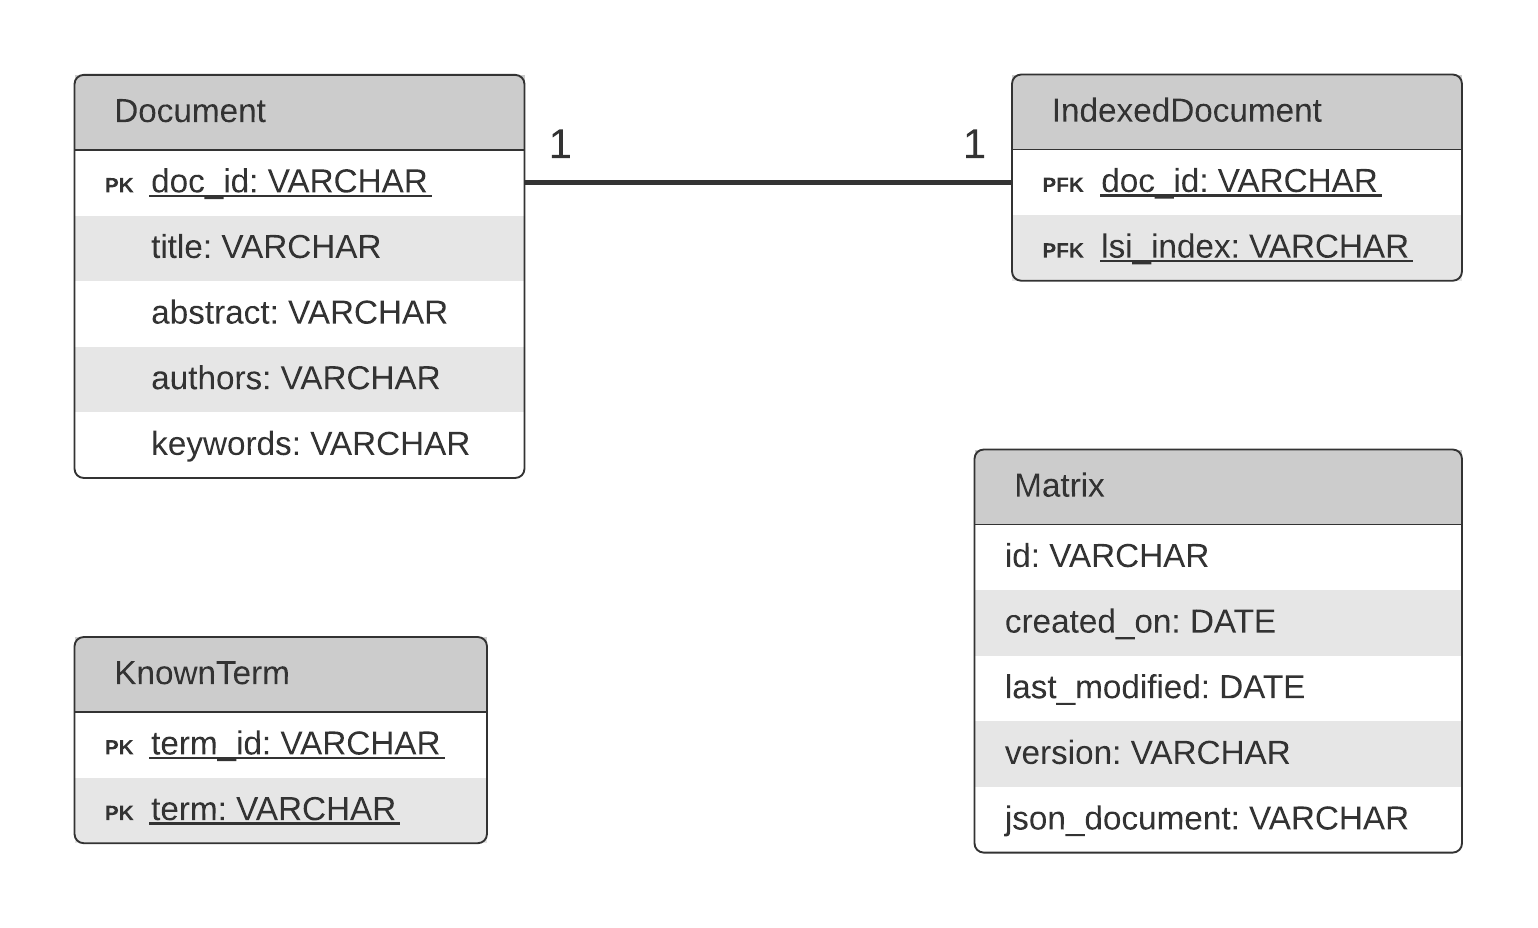 Document
PK doc_id: VARCHAR
title: VARCHAR
abstract: VARCHAR
authors: VARCHAR
keywords: VARCHAR
1
1
IndexedDocument
PFK doc_id: VARCHAR
PFK lsi_index: VARCHAR
KnownTerm
PK term_id: VARCHAR
PK term: VARCHAR
Matrix
id: VARCHAR
created_on: DATE
last_modified: DATE
version: VARCHAR
json_document: VARCHAR